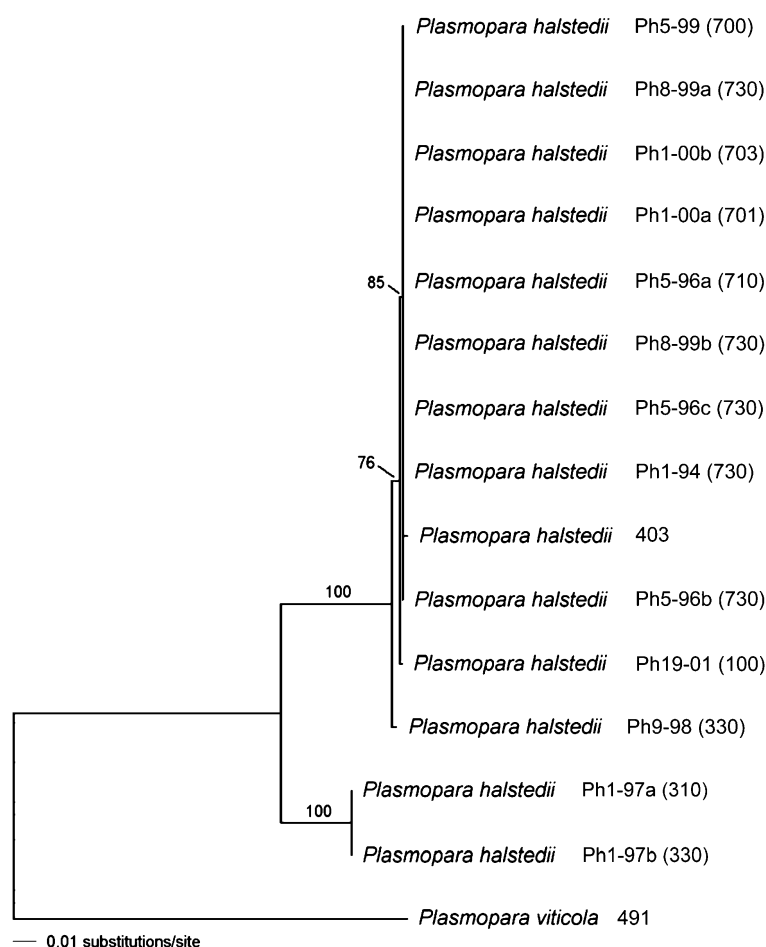 Plasmopara halstedii Ph5-99 (700)
Plasmopara halstedii Ph8-99a (730)
Plasmopara halstedii Ph1-00b (703)
Plasmopara halstedii Ph1-00a (701)
85 Plasmopara halstedii Ph5-96a (710)
Plasmopara halstedii Ph8-99b (730)
Plasmopara halstedii Ph5-96c (730)
76 Plasmopara halstedii Ph1-94 (730)
Plasmopara halstedii 403
100 Plasmopara halstedii Ph5-96b (730)
Plasmopara halstedii Ph19-01 (100)
Plasmopara halstedii Ph9-98 (330)
Plasmopara halstedii Ph1-97a (310)
100
Plasmopara halstedii Ph1-97b (330)
Plasmopara viticola 491
0.01 substitutions/site